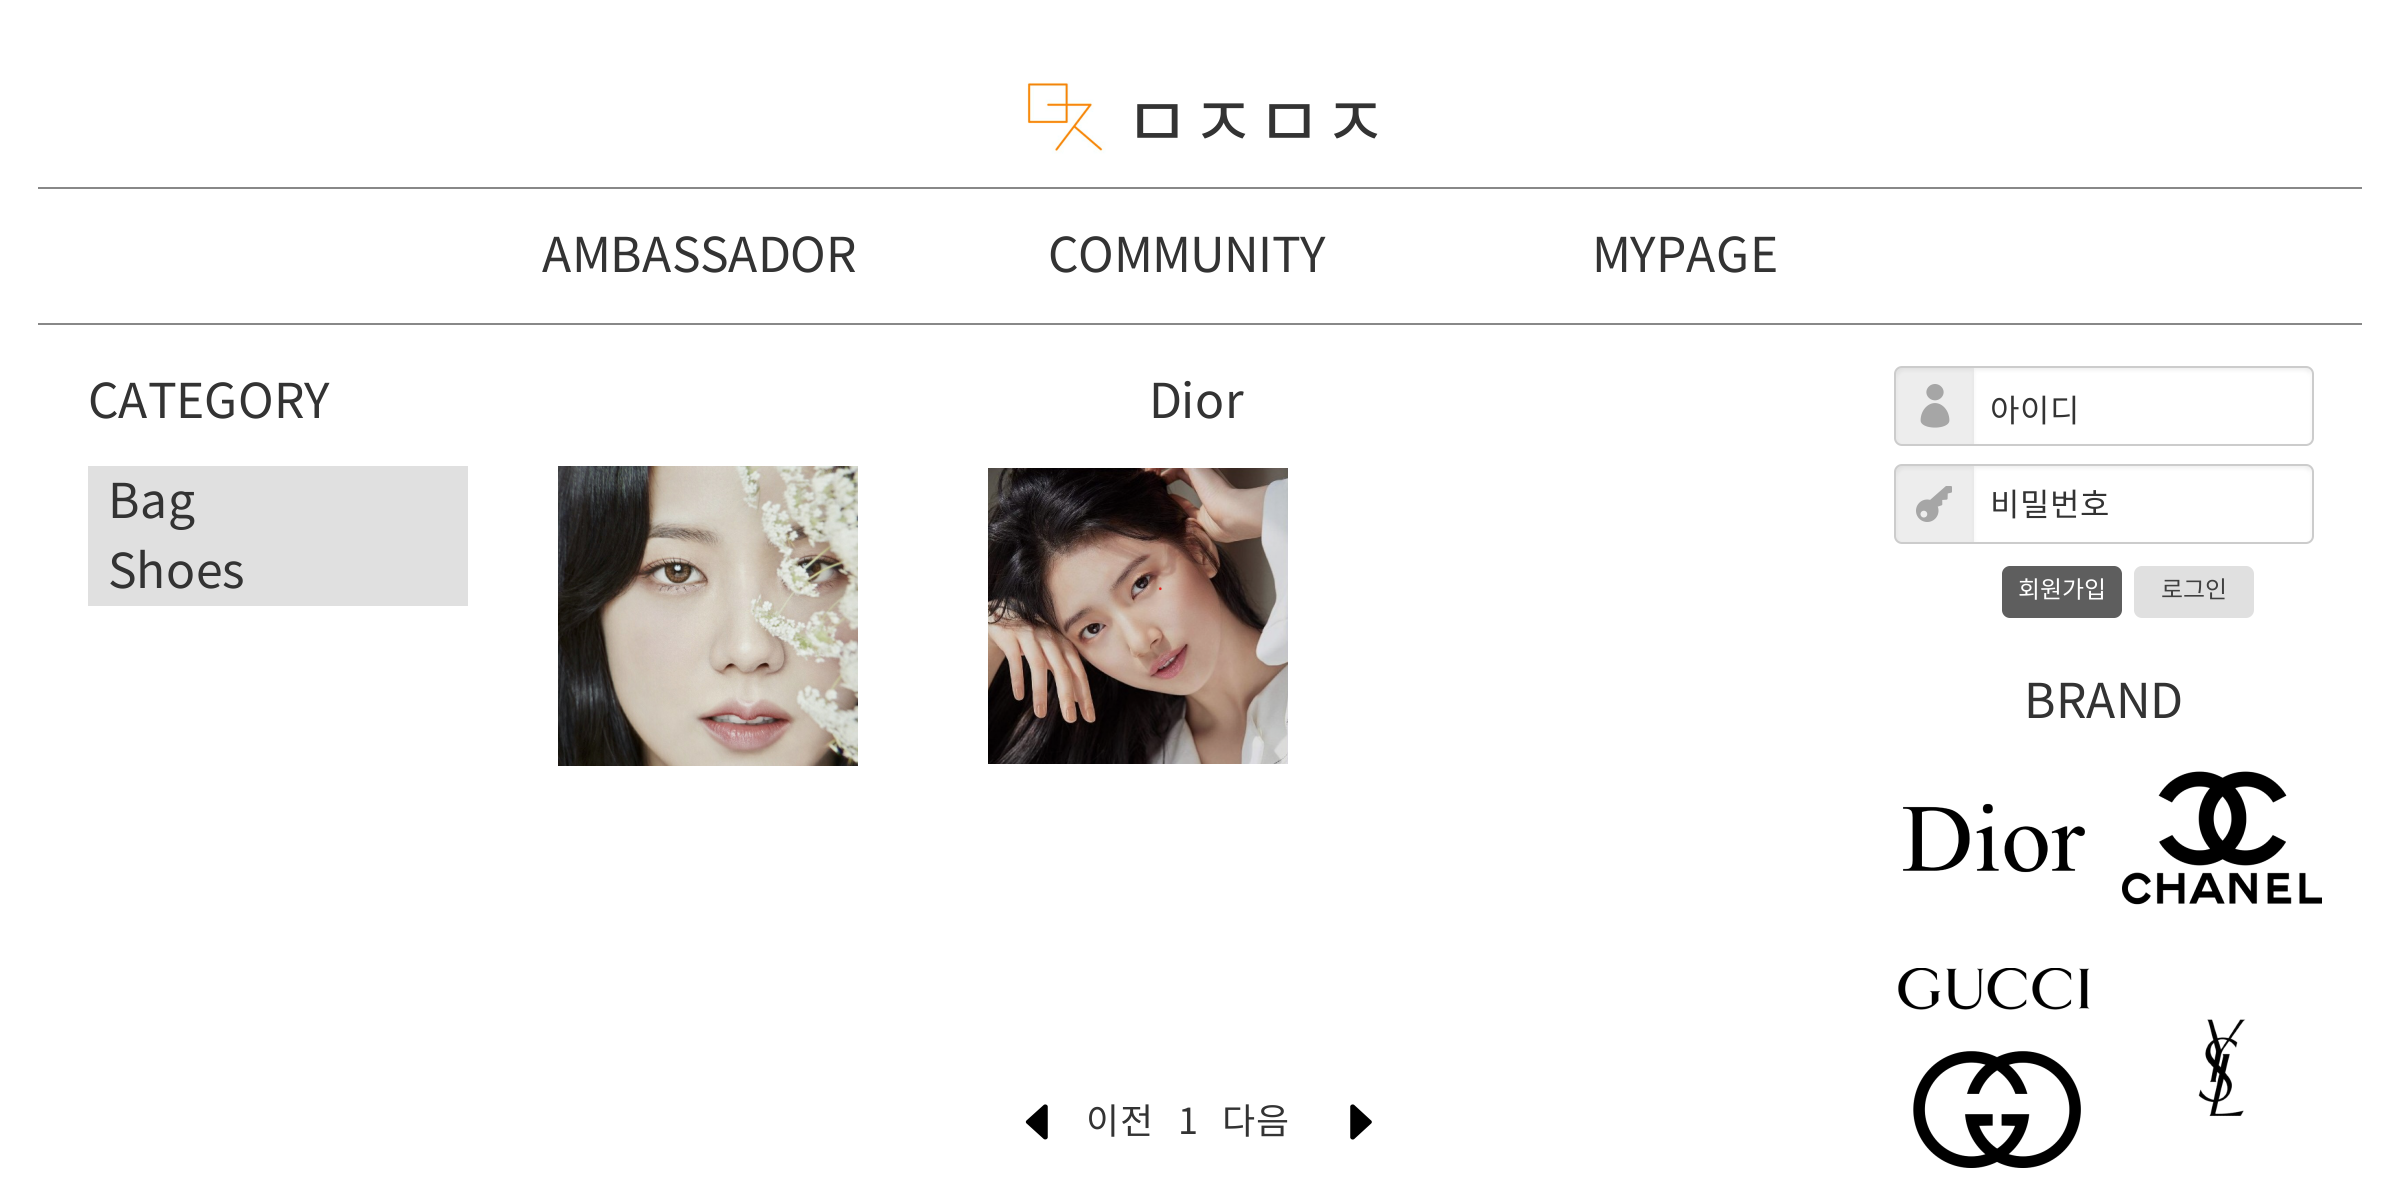 ㅁㅈㅁㅈ
AMBASSADOR COMMUNITY MYPAGE
CATEGORY
Bag
Shoes
Dior
아이디
비밀번호
회원가입 로그인
BRAND
Dior
CHANEL
GUCCI
YSL
이전 1 다음